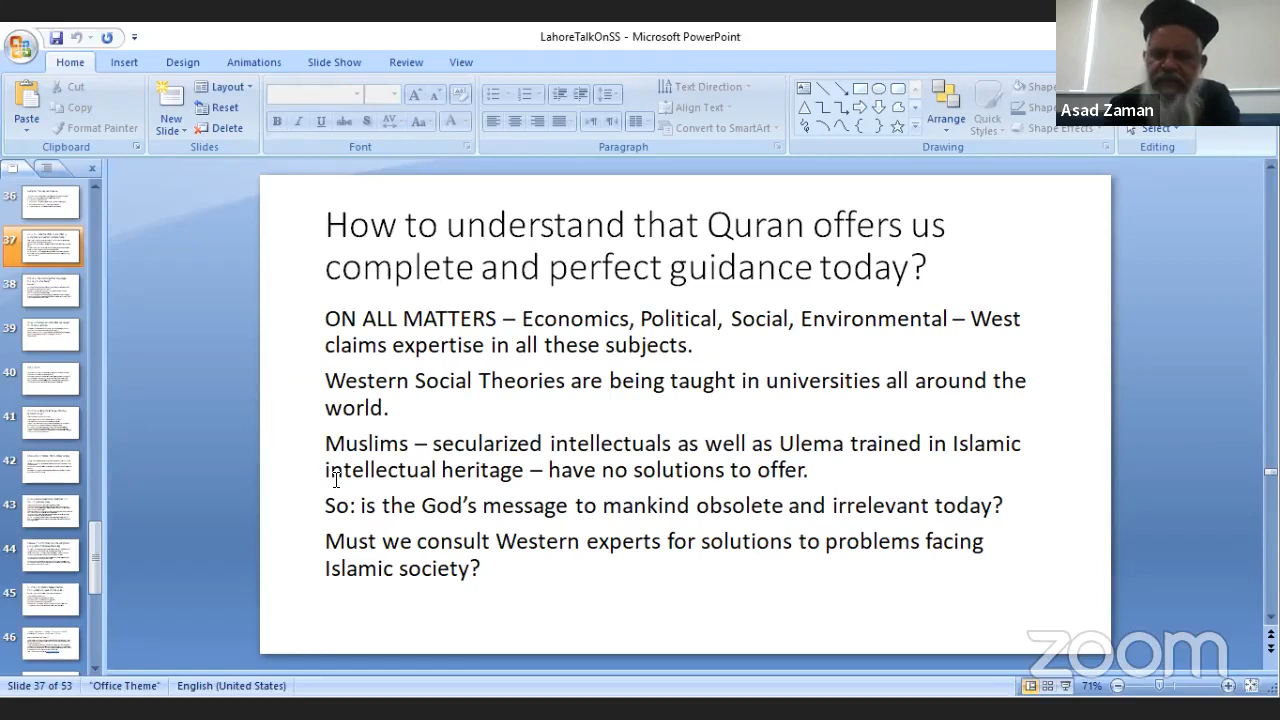 LahoreTalkOnSS - Microsoft PowerPoint
Asad Zaman
Home Insert Design Animations Slide Show Review View
Paste
Cut
Copy
Format Painter
Clipboard
New Slide
Layout
Reset
Delete
Slides
B I U abc S AV Aa A
Font
Text Direction
Align Text
Convert to SmartArt
Paragraph
Arrange
Quick Styles
Shape Effects
Drawing
Select
Editing
36
37
38
39
40
41
42
43
44
45
46
How to understand that Quran offers us
complete and perfect guidance today?
ON ALL MATTERS – Economics, Political, Social, Environmental – West
claims expertise in all these subjects.
Western Social Theories are being taught in universities all around the
world.
Muslims – secularized intellectuals as well as Ulema trained in Islamic
intellectual heritage – have no solutions to offer.
So: is the God's message to mankind obsolete and irrelevant today?
Must we consult Western experts for solutions to problems facing
Islamic society?
zoom
Slide 37 of 53 "Office Theme" English (United States) 71%